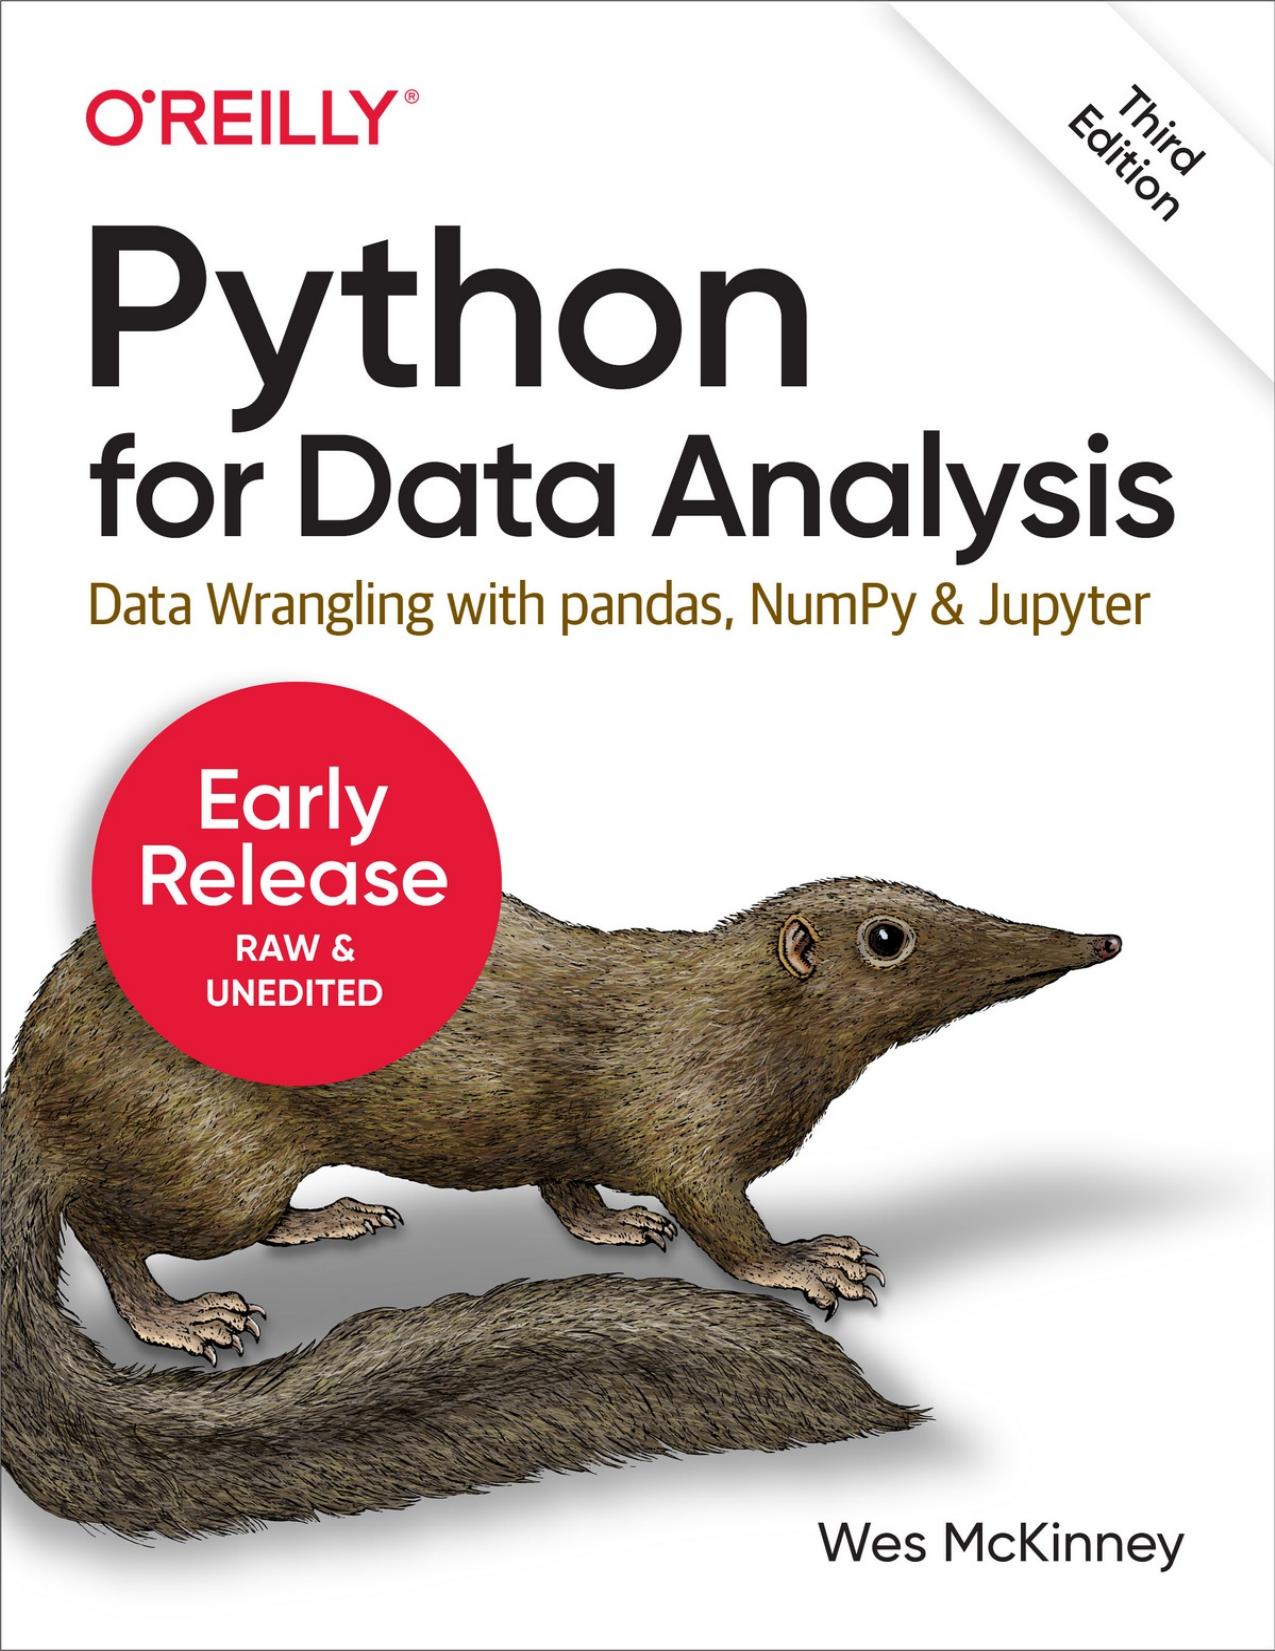 O'REILLY®
Third
Edition
Python
for Data Analysis
Data Wrangling with pandas, NumPy & Jupyter
Early
Release
RAW &
UNEDITED
Wes McKinney